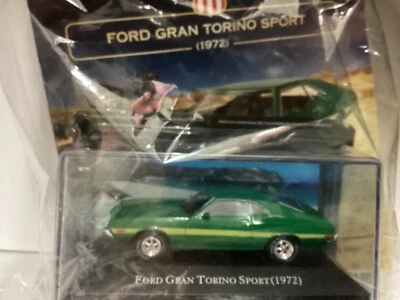 FORD GRAN TORINO SPORT
(1972)
FORD GRAN TORINO SPORT (1972)